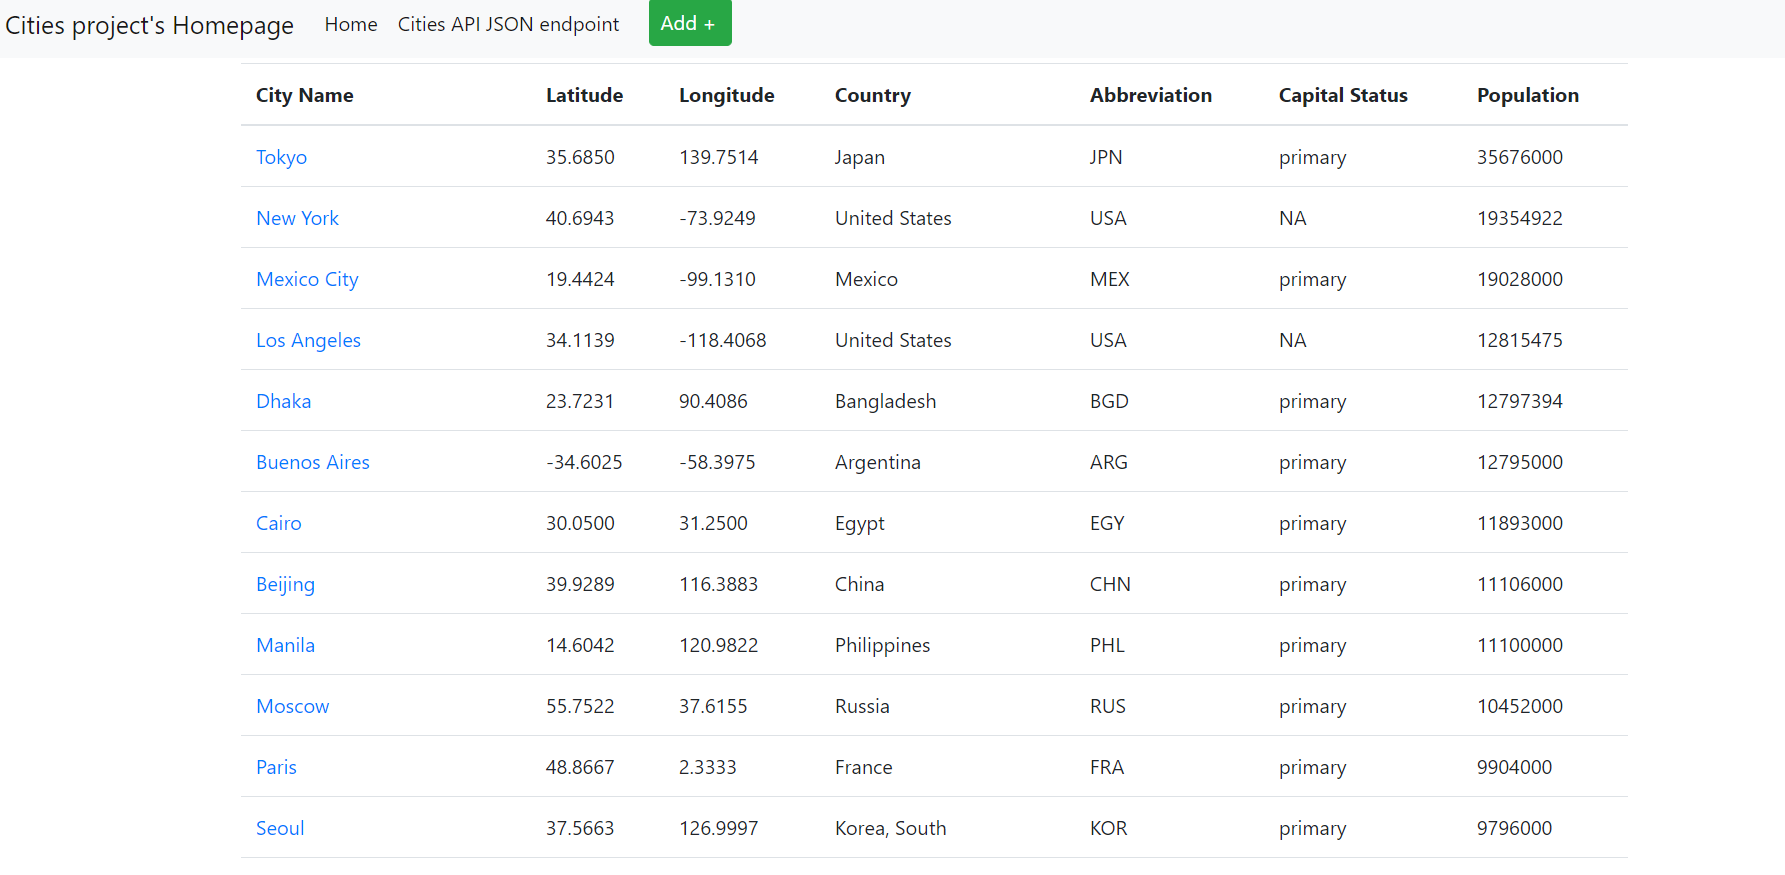 Cities project's Homepage Home Cities API JSON endpoint Add +
City Name Latitude Longitude Country Abbreviation Capital Status Population
Tokyo 35.6850 139.7514 Japan JPN primary 35676000
New York 40.6943 -73.9249 United States USA NA 19354922
Mexico City 19.4424 -99.1310 Mexico MEX primary 19028000
Los Angeles 34.1139 -118.4068 United States USA NA 12815475
Dhaka 23.7231 90.4086 Bangladesh BGD primary 12797394
Buenos Aires -34.6025 -58.3975 Argentina ARG primary 12795000
Cairo 30.0500 31.2500 Egypt EGY primary 11893000
Beijing 39.9289 116.3883 China CHN primary 11106000
Manila 14.6042 120.9822 Philippines PHL primary 11100000
Moscow 55.7522 37.6155 Russia RUS primary 10452000
Paris 48.8667 2.3333 France FRA primary 9904000
Seoul 37.5663 126.9997 Korea, South KOR primary 9796000